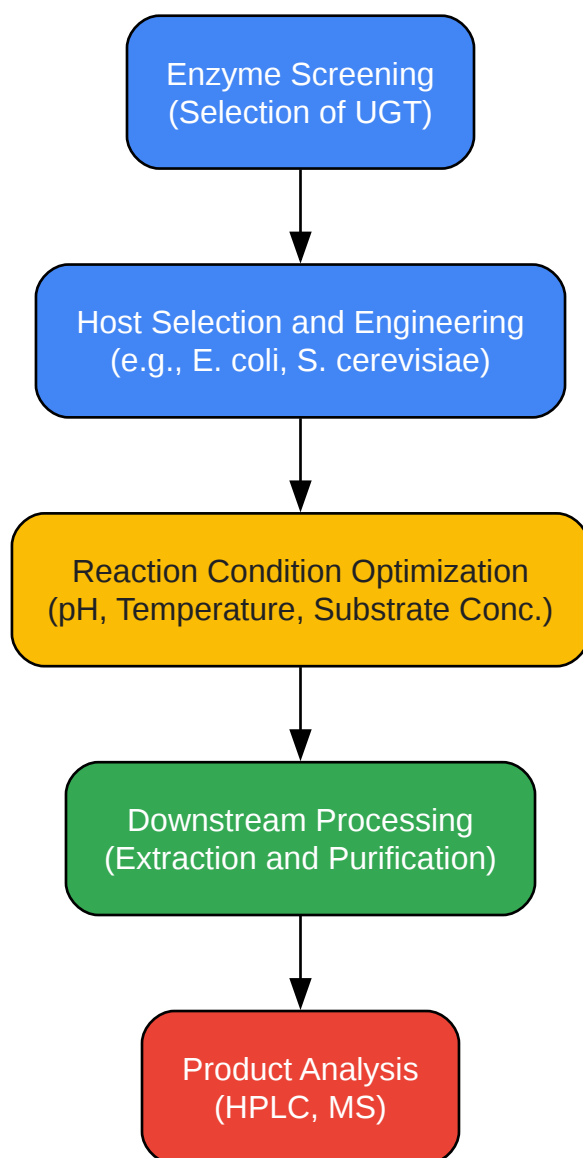 Enzyme Screening
(Selection of UGT)
Host Selection and Engineering
(e.g., E. coli, S. cerevisiae)
Reaction Condition Optimization
(pH, Temperature, Substrate Conc.)
Downstream Processing
(Extraction and Purification)
Product Analysis
(HPLC, MS)